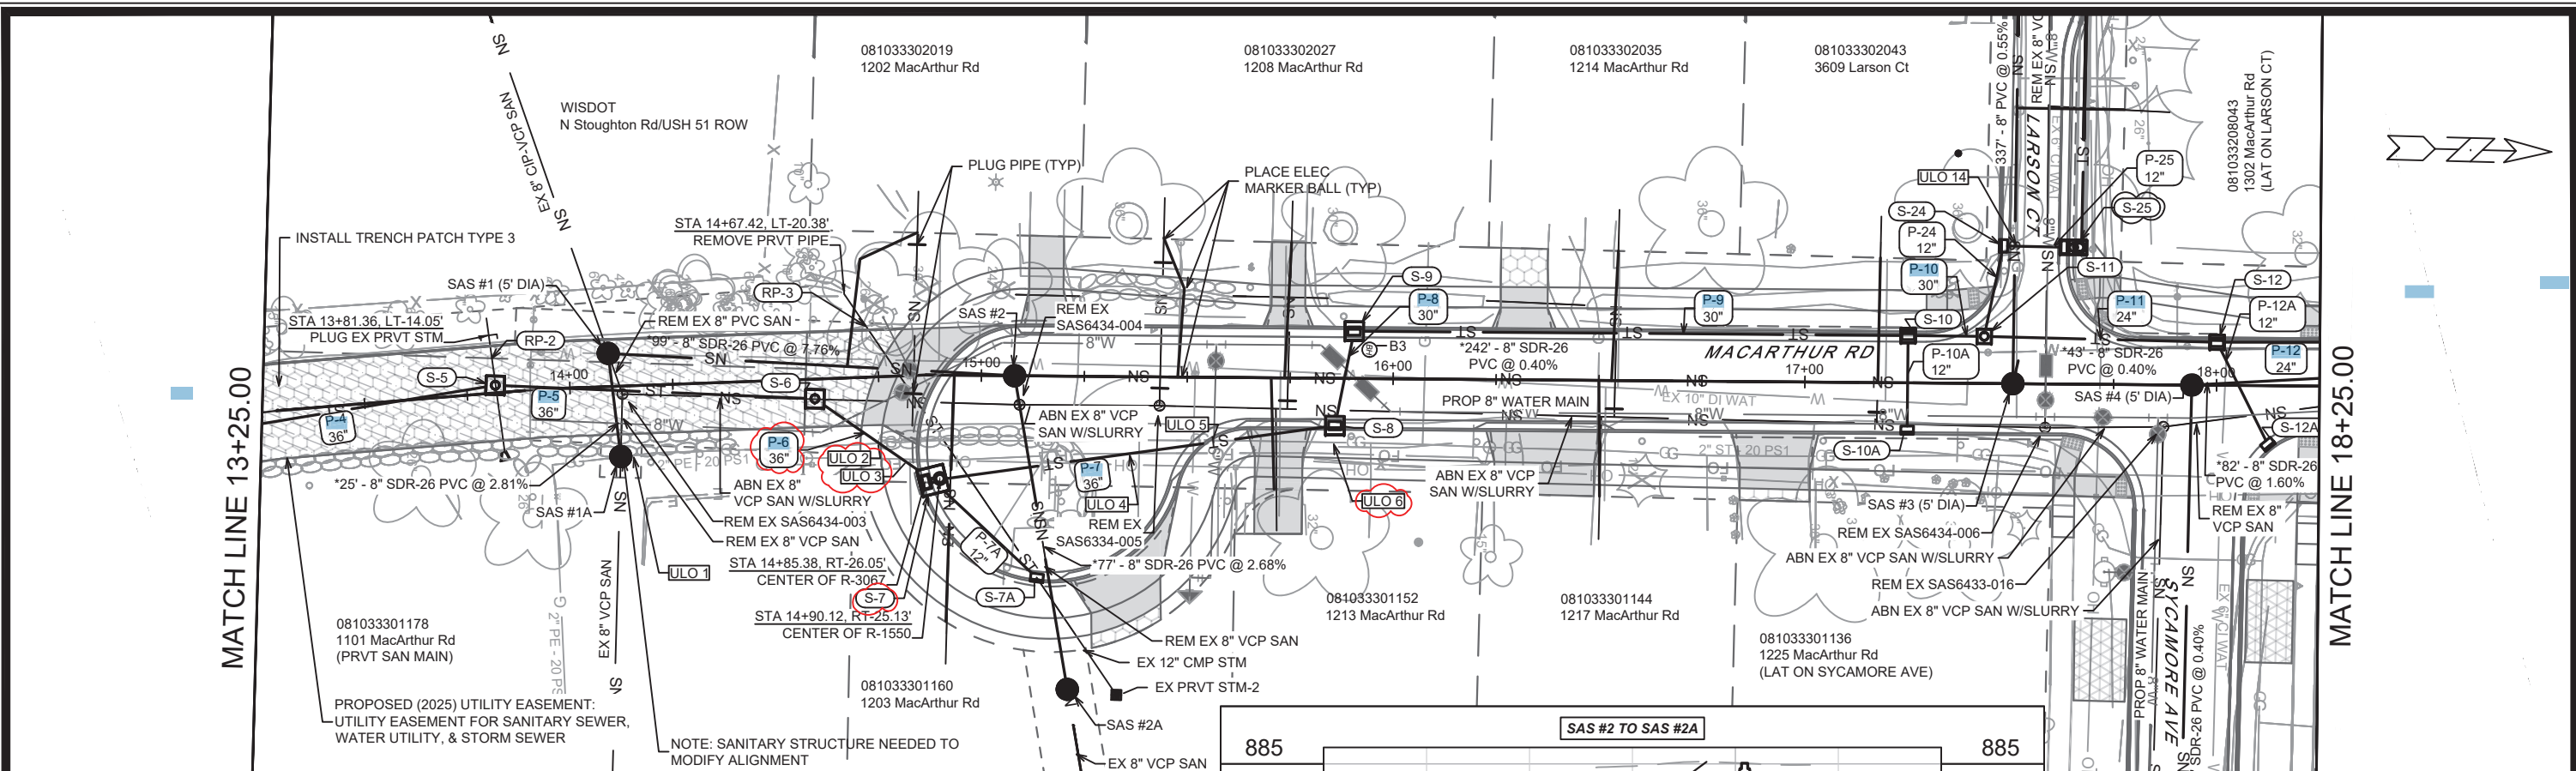 081033302019
1202 MacArthur Rd
081033302027
1208 MacArthur Rd
081033302035
1214 MacArthur Rd
081033302043
3609 Larson Ct
337' - 8" PVC @ 0.55%
REM EX 8" VC
081033208043
1302 MacArthur Rd
(LAT ON LARSON CT)
WISDOT
N Stoughton Rd/USH 51 ROW
EX 8" CIP-VCP SAN
PLUG PIPE (TYP)
PLACE ELEC
MARKER BALL (TYP)
LARSON CT
P-25
12"
ULO 14
S-24
S-25
P-24
12"
STA 14+67.42, LT-20.38'
REMOVE PRVT PIPE
INSTALL TRENCH PATCH TYPE 3
SAS #1 (5' DIA)
RP-3
SAS #2
REM EX
SAS6434-004
S-9
P-8
30"
P-9
30"
P-10
30"
S-11
S-10
S-12
P-11
24"
P-12A
12"
STA 13+81.36, LT-14.05'
PLUG EX PRVT STM
RP-2
REM EX 8" PVC SAN
*99' - 8" SDR-26 PVC @ 7.76%
8"W
B3
*242' - 8" SDR-26
PVC @ 0.40%
MACARTHUR RD
P-10A
12"
*43' - 8" SDR-26
PVC @ 0.40%
P-12
24"
S-5
14+00
S-6
15+00
16+00
17+00
18+00
SAS #4 (5' DIA)
P-5
36"
P-4
36"
8"W
ABN EX 8" VCP
SAN W/SLURRY
ULO 5
PROP 8" WATER MAIN
EX 10" DI WAT
8"W
8"W
S-8
S-10A
S-12A
P-6
36"
ULO 2
ULO 3
P-7
36"
ULO 4
ULO 6
ABN EX 8" VCP
SAN W/SLURRY
2" ST - 20 PS1
*25' - 8" SDR-26 PVC @ 2.81%
ABN EX 8"
VCP SAN W/SLURRY
SAS #1A
REM EX SAS6434-003
REM EX 8" VCP SAN
REM EX
SAS6334-005
P-7A
12"
*77' - 8" SDR-26 PVC @ 2.68%
SAS #3 (5' DIA)
REM EX SAS6434-006
ABN EX 8" VCP SAN W/SLURRY
REM EX SAS6433-016
ABN EX 8" VCP SAN W/SLURRY
*82' - 8" SDR-26
PVC @ 1.60%
REM EX 8"
VCP SAN
ULO 1
STA 14+85.38, RT-26.05'
CENTER OF R-3067
S-7
S-7A
STA 14+90.12, RT-25.13'
CENTER OF R-1550
EX 8" VCP SAN
081033301178
1101 MacArthur Rd
(PRVT SAN MAIN)
081033301152
1213 MacArthur Rd
081033301144
1217 MacArthur Rd
081033301136
1225 MacArthur Rd
(LAT ON SYCAMORE AVE)
REM EX 8" VCP SAN
EX 12" CMP STM
EX PRVT STM-2
081033301160
1203 MacArthur Rd
SAS #2A
EX 8" VCP SAN
PROPOSED (2025) UTILITY EASEMENT:
UTILITY EASEMENT FOR SANITARY SEWER,
WATER UTILITY, & STORM SEWER
NOTE: SANITARY STRUCTURE NEEDED TO
MODIFY ALIGNMENT
PROP 8" WATER MAIN
SYCAMORE AVE
SDR-26 PVC @ 0.40%
EX 6" CI WAT
SAS #2 TO SAS #2A
885
885
MATCH LINE 13+25.00
MATCH LINE 18+25.00